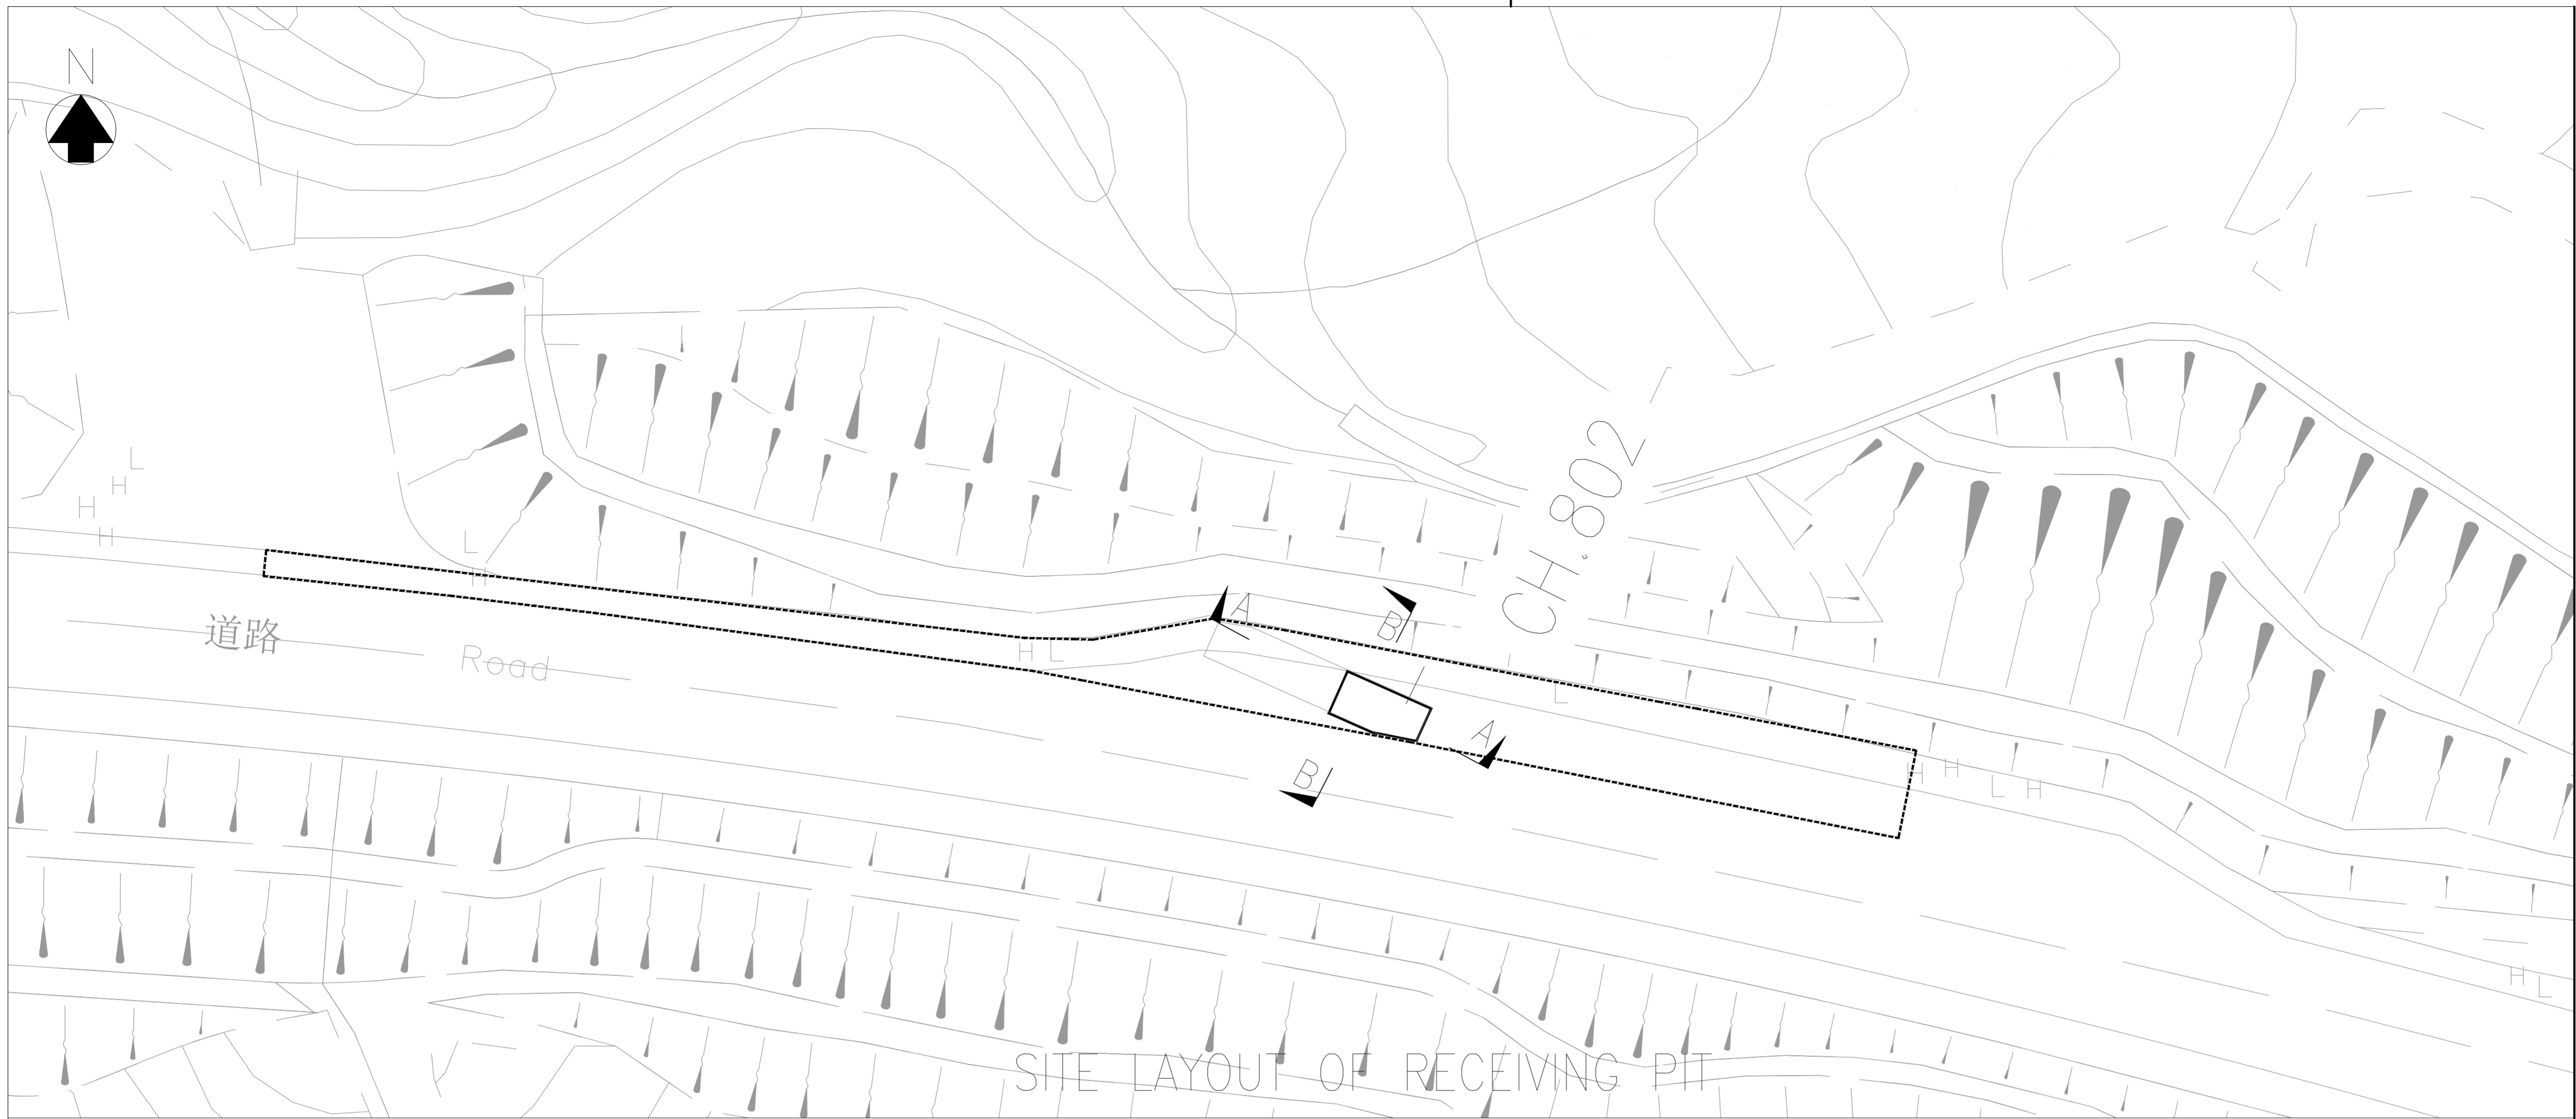 N
CH.802
L
H
H
H
L
H
道路
Road
H L
A
B
L
A
B
H H
L H
H
L
SITE LAYOUT OF RECEIVING PIT